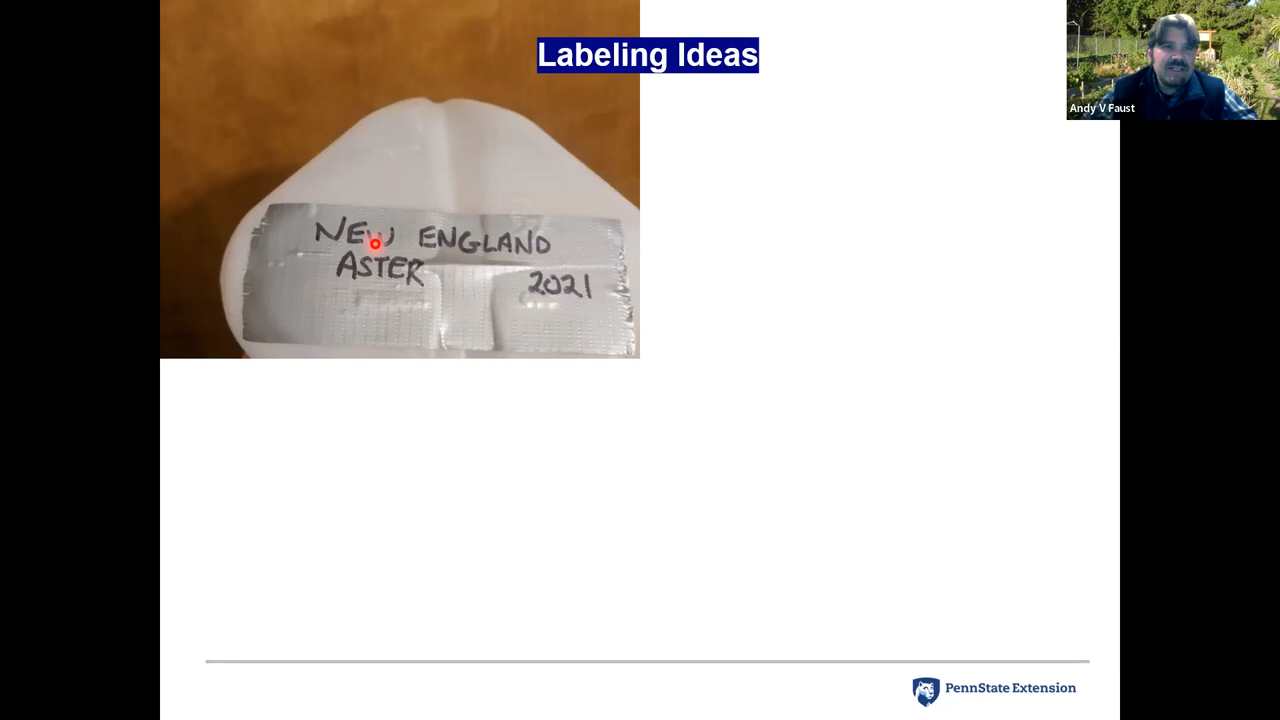 Labeling Ideas
Andy V Faust
NEW ENGLAND
ASTER 2021
PennState Extension